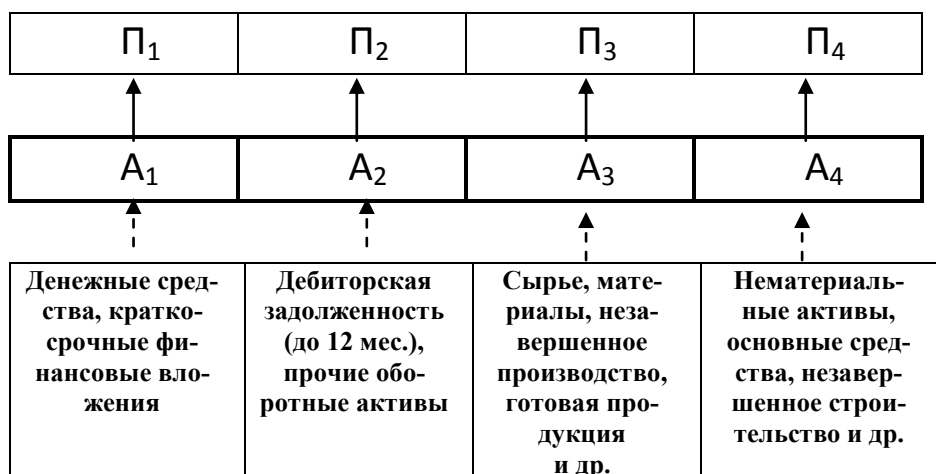 П₁ П₂ П₃ П₄
А₁ А₂ А₃ А₄
Денежные сред-
ства, кратко-
срочные фи-
нансовые вло-
жения
Дебиторская
задолженность
(до 12 мес.),
прочие обо-
ротные активы
Сырье, мате-
риалы, неза-
вершенное
производство,
готовая про-
дукция
и др.
Нематериаль-
ные активы,
основные сред-
ства, незавер-
шенное строи-
тельство и др.